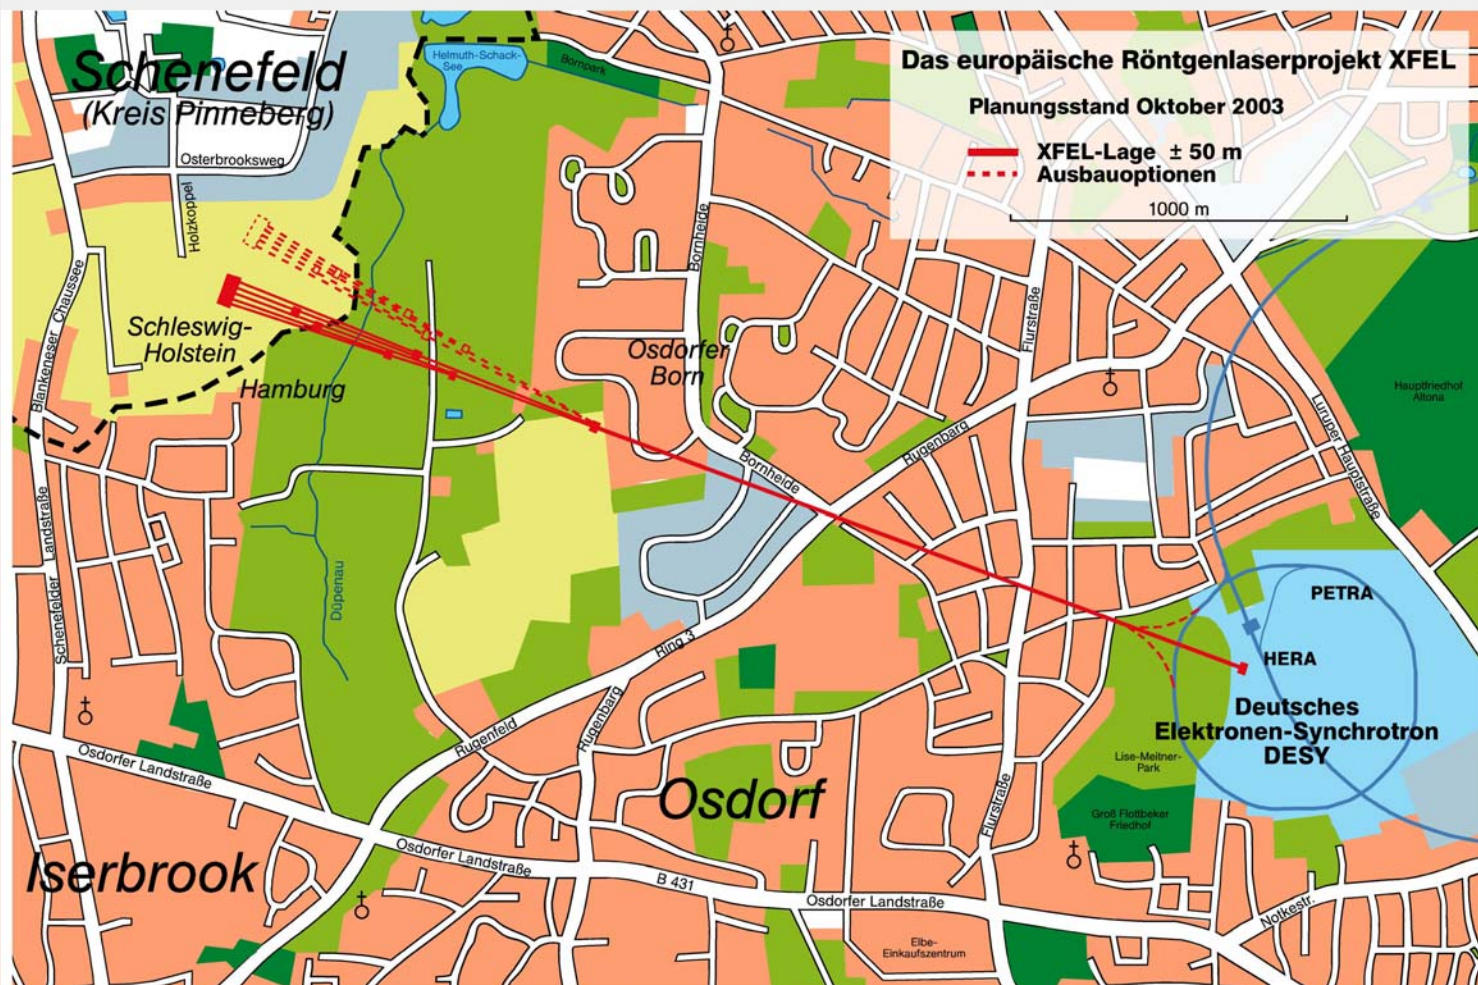 Das europäische Röntgenlaserprojekt XFEL
Planungsstand Oktober 2003
XFEL-Lage ± 50 m
Ausbauoptionen
1000 m
Schenefeld
(Kreis Pinneberg)
Helmuth-Schack-
See
Bornpark
Osterbrooksweg
Holzkoppel
Bornheide
Blankeneser Chaussee
Schleswig-
Holstein
Hamburg
Osdorfer
Born
Flurstraße
Hauptfriedhof
Altona
Luruper Hauptstraße
Rugenbarg
Bornheide
Schenefelder Landstraße
Düpenau
PETRA
HERA
Ring 3
Deutsches
Elektronen-Synchrotron
DESY
Rugenbarg
Rugenfeld
Osdorfer Landstraße
Lise-Meitner-
Park
Osdorf
Flurstraße
Groß Flottbeker
Friedhof
Iserbrook
Osdorfer Landstraße
B 431
Osdorfer Landstraße
Notkestr.
Elbe-
Einkaufszentrum